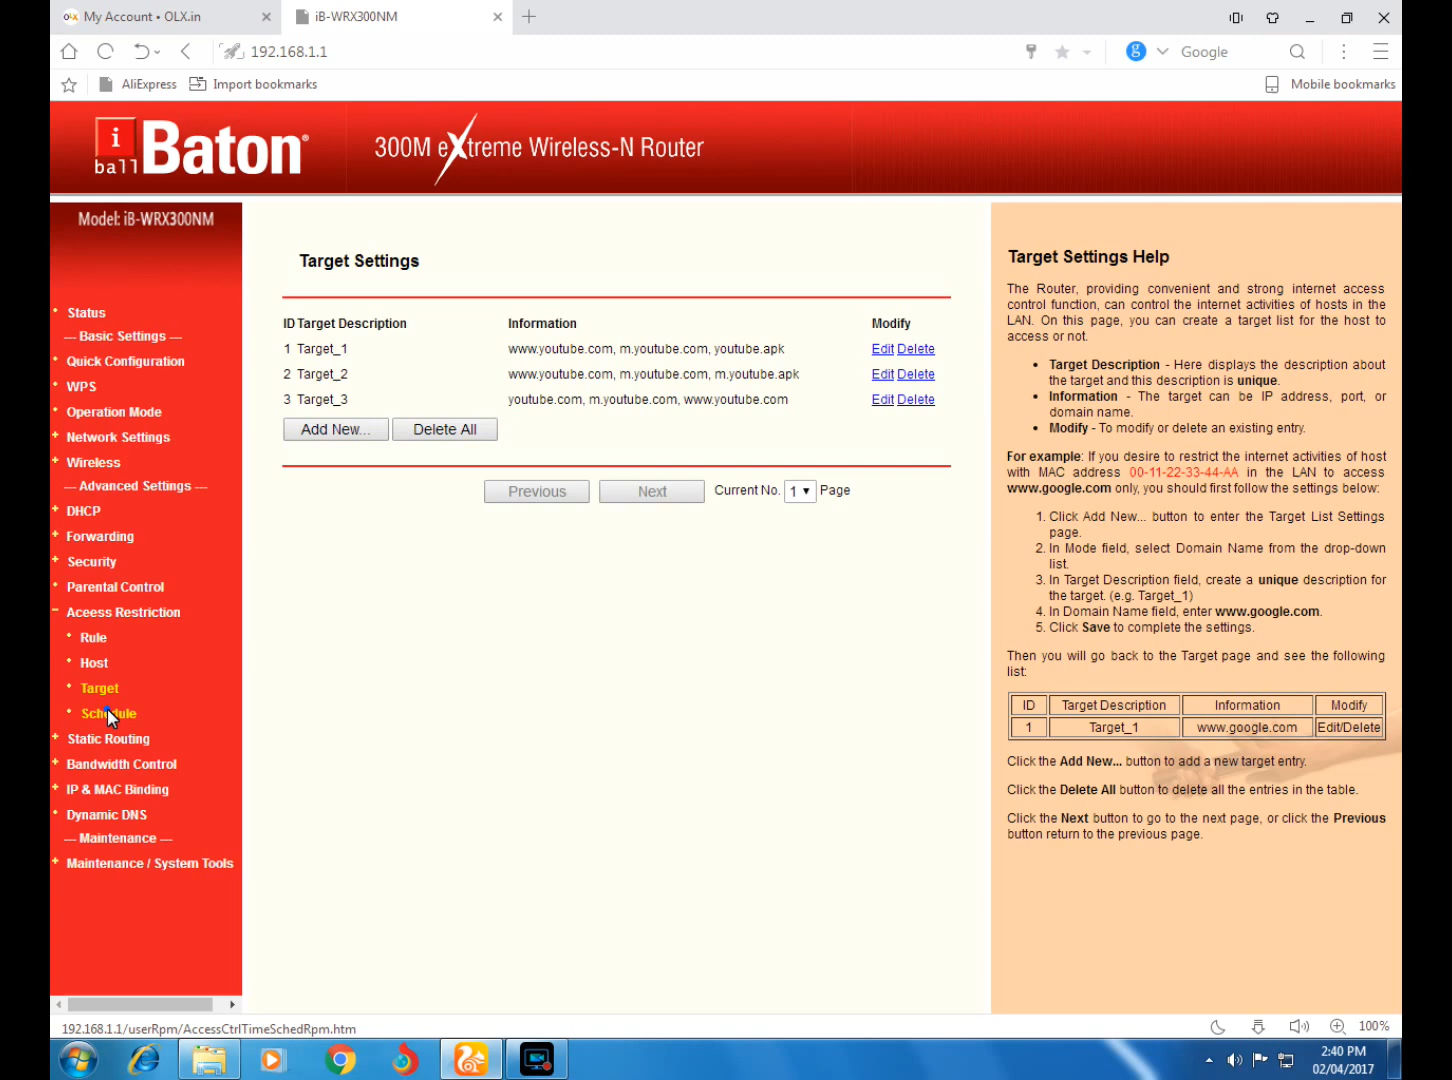 My Account • OLX.in
iB-WRX300NM
192.168.1.1
Google
AliExpress
Import bookmarks
Mobile bookmarks
i
ball
Baton®
300M eXtreme Wireless-N Router
Model: iB-WRX300NM
Status
— Basic Settings —
Quick Configuration
WPS
Operation Mode
Network Settings
Wireless
— Advanced Settings —
DHCP
Forwarding
Security
Parental Control
Aceess Restriction
Rule
Host
Target
Schedule
Static Routing
Bandwidth Control
IP & MAC Binding
Dynamic DNS
— Maintenance —
Maintenance / System Tools
Target Settings
ID Target Description Information Modify
1 Target_1 www.youtube.com, m.youtube.com, youtube.apk Edit Delete
2 Target_2 www.youtube.com, m.youtube.com, m.youtube.apk Edit Delete
3 Target_3 youtube.com, m.youtube.com, www.youtube.com Edit Delete
Add New... Delete All
Previous Next Current No. 1 Page
Target Settings Help
The Router, providing convenient and strong internet access
control function, can control the internet activities of hosts in the
LAN. On this page, you can create a target list for the host to
access or not.
• Target Description - Here displays the description about
the target and this description is unique.
• Information - The target can be IP address, port, or
domain name.
• Modify - To modify or delete an existing entry.
For example: If you desire to restrict the internet activities of host
with MAC address 00-11-22-33-44-AA in the LAN to access
www.google.com only, you should first follow the settings below:
1. Click Add New... button to enter the Target List Settings
page.
2. In Mode field, select Domain Name from the drop-down
list.
3. In Target Description field, create a unique description for
the target. (e.g. Target_1)
4. In Domain Name field, enter www.google.com.
5. Click Save to complete the settings.
Then you will go back to the Target page and see the following
list:
ID Target Description Information Modify
1 Target_1 www.google.com Edit/Delete
Click the Add New... button to add a new target entry.
Click the Delete All button to delete all the entries in the table.
Click the Next button to go to the next page, or click the Previous
button return to the previous page.
192.168.1.1/userRpm/AccessCtrlTimeSchedRpm.htm
100%
2:40 PM
02/04/2017